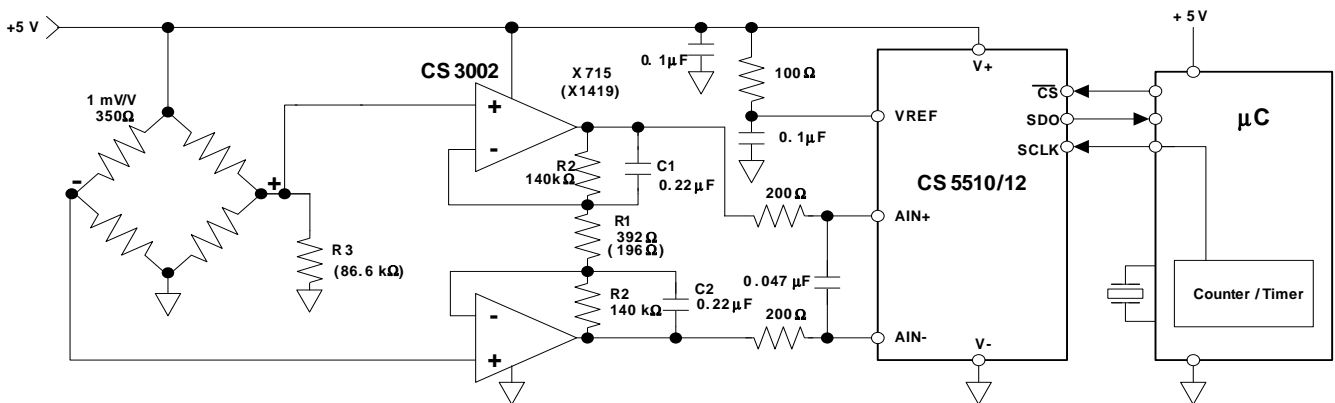 +5 V
+ 5 V
CS 3002
X 715
(X1419)
0. 1µF
100Ω
V+
1 mV/V
350Ω
+
-
-
+
R 3
(86.6 kΩ)
R2
140kΩ
C1
0.22µF
R1
392Ω
(196Ω)
R2
140 kΩ
C2
0.22µF
-
+
VREF
0.1µF
200Ω
AIN+
0.047 µF
200Ω
AIN-
CS 5510/12
V-
CS
SDO
SCLK
µC
Counter / Timer